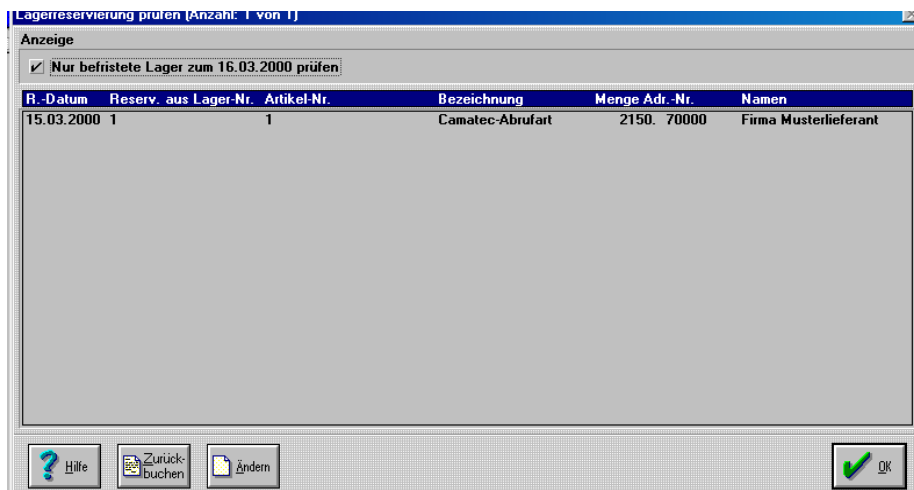 Lagerreservierung prüfen (Anzahl: 1 von 1)
Anzeige
Nur befristete Lager zum 16.03.2000 prüfen
R.-Datum Reserv. aus Lager-Nr. Artikel-Nr. Bezeichnung Menge Adr.-Nr. Namen
15.03.2000 1 1 Camatec-Abrufart 2150. 70000 Firma Musterlieferant
Hilfe
Zurück-
buchen
Ändern
OK